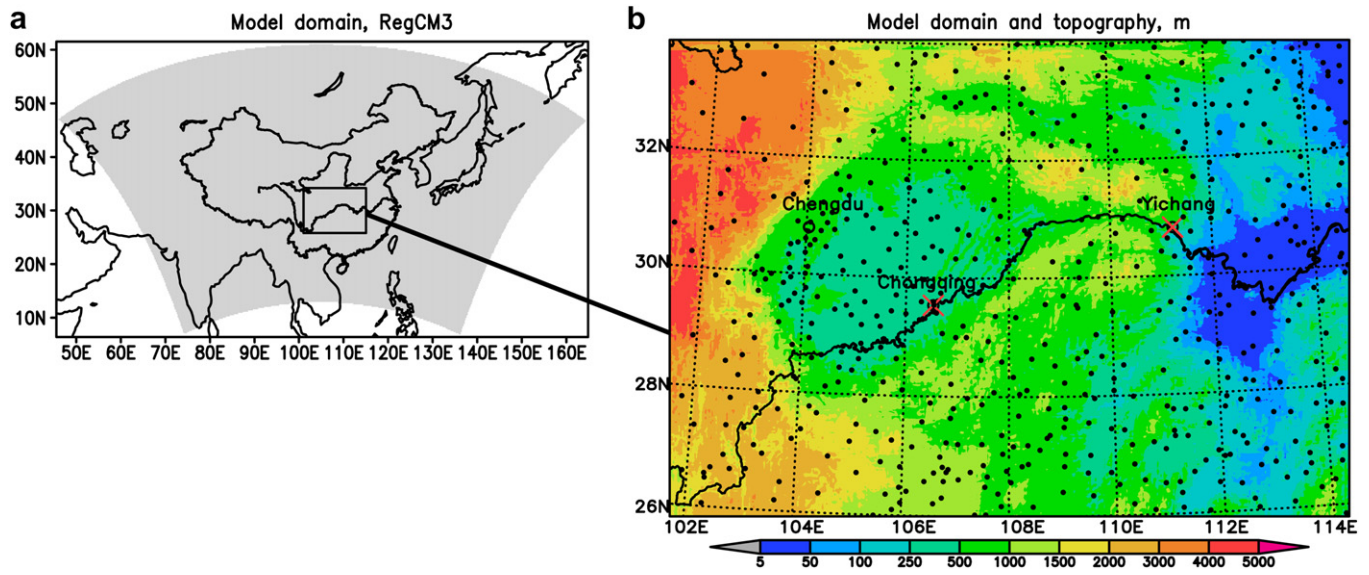 a
Model domain, RegCM3
60N
50N
40N
30N
20N
10N
50E 60E 70E 80E 90E 100E 110E 120E 130E 140E 150E 160E
b
Model domain and topography, m
32N
30N
28N
26N
Chengdu
Yichang
Chongqing
102E 104E 106E 108E 110E 112E 114E
5 50 100 250 500 1000 1500 2000 3000 4000 5000